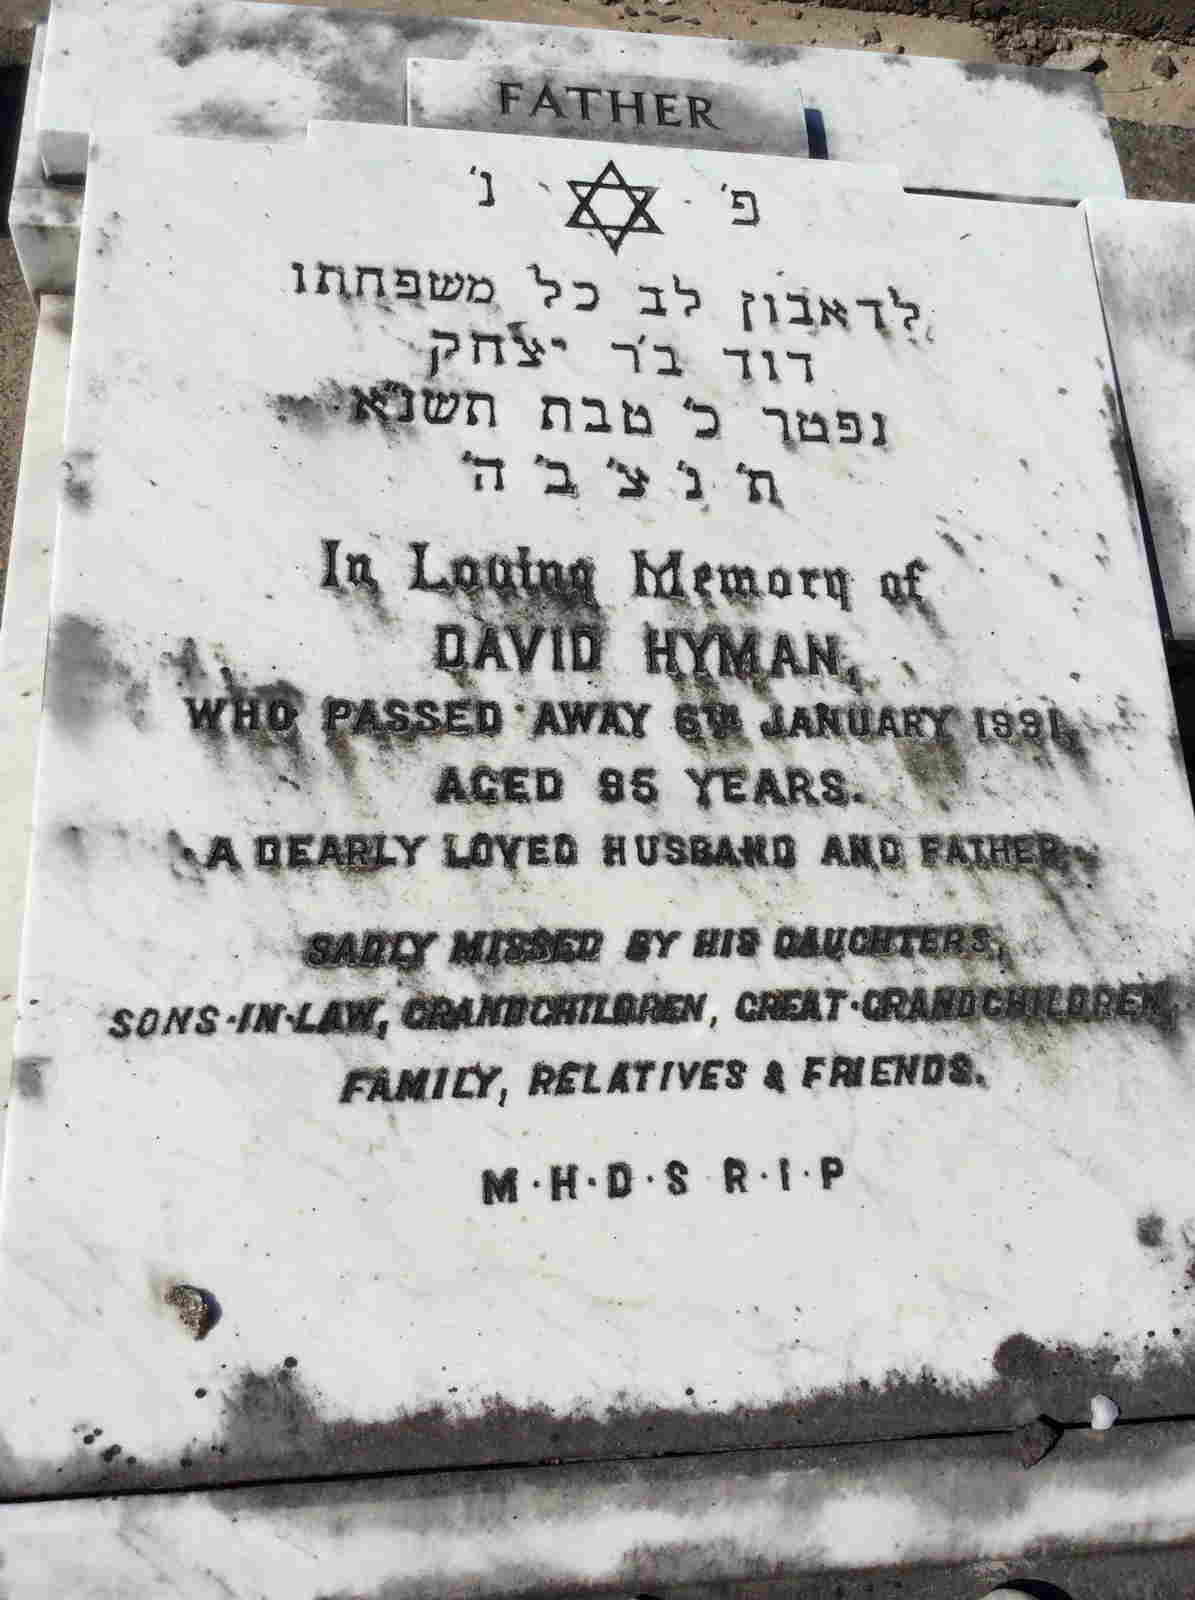 FATHER
פ' נ'
לדאבון לב כל משפחתו
דוד ב'ר יצחק
נפטר כ' טבת תשנ"א
ת' נ' צ' ב' ה'
In Loving Memory of
DAVID HYMAN,
WHO PASSED AWAY 6TH JANUARY 1991,
AGED 95 YEARS.
A DEARLY LOVED HUSBAND AND FATHER.
SADLY MISSED BY HIS DAUGHTERS,
SONS·IN·LAW, GRANDCHILDREN, GREAT·GRANDCHILDREN,
FAMILY, RELATIVES & FRIENDS.
M·H·D·S R·I·P